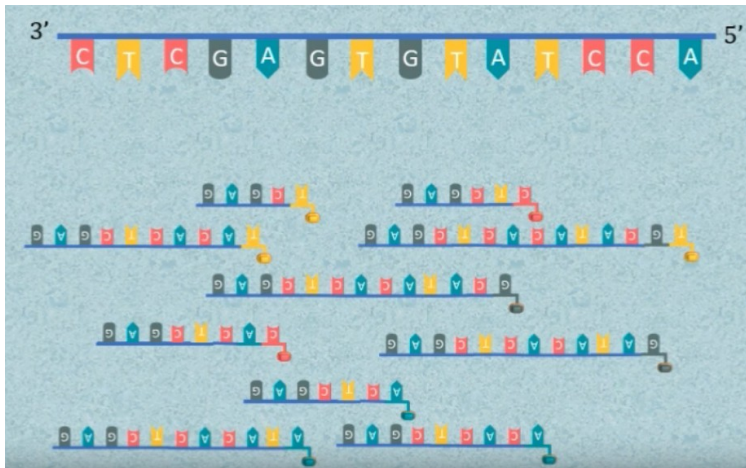 3’ C T C G A G T G T A T C C A 5’
G A G C T
G A G C T C
G A G C T C A C A T
G A G C T C A C A T A C G T
G A G C T C A C A T A C G
G A G C T C A C
G A G C T C A C A T A G
G A G C T C A
G A G C T C A C A T A
G A G C T C A C A